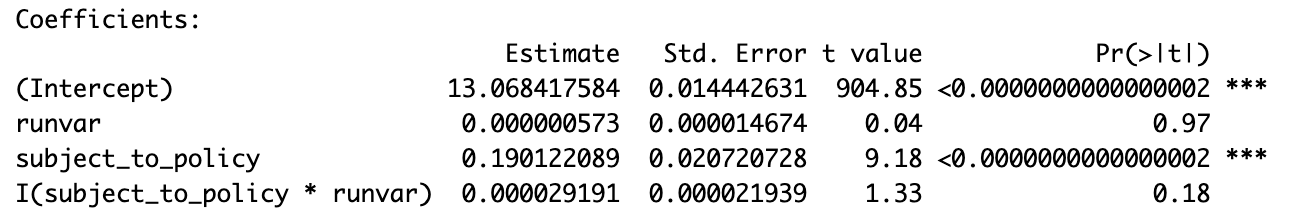 Coefficients:
Estimate Std. Error t value Pr(>|t|)
(Intercept) 13.068417584 0.014442631 904.85 <0.0000000000000002 ***
runvar 0.000000573 0.000014674 0.04 0.97
subject_to_policy 0.190122089 0.020720728 9.18 <0.0000000000000002 ***
I(subject_to_policy * runvar) 0.000029191 0.000021939 1.33 0.18